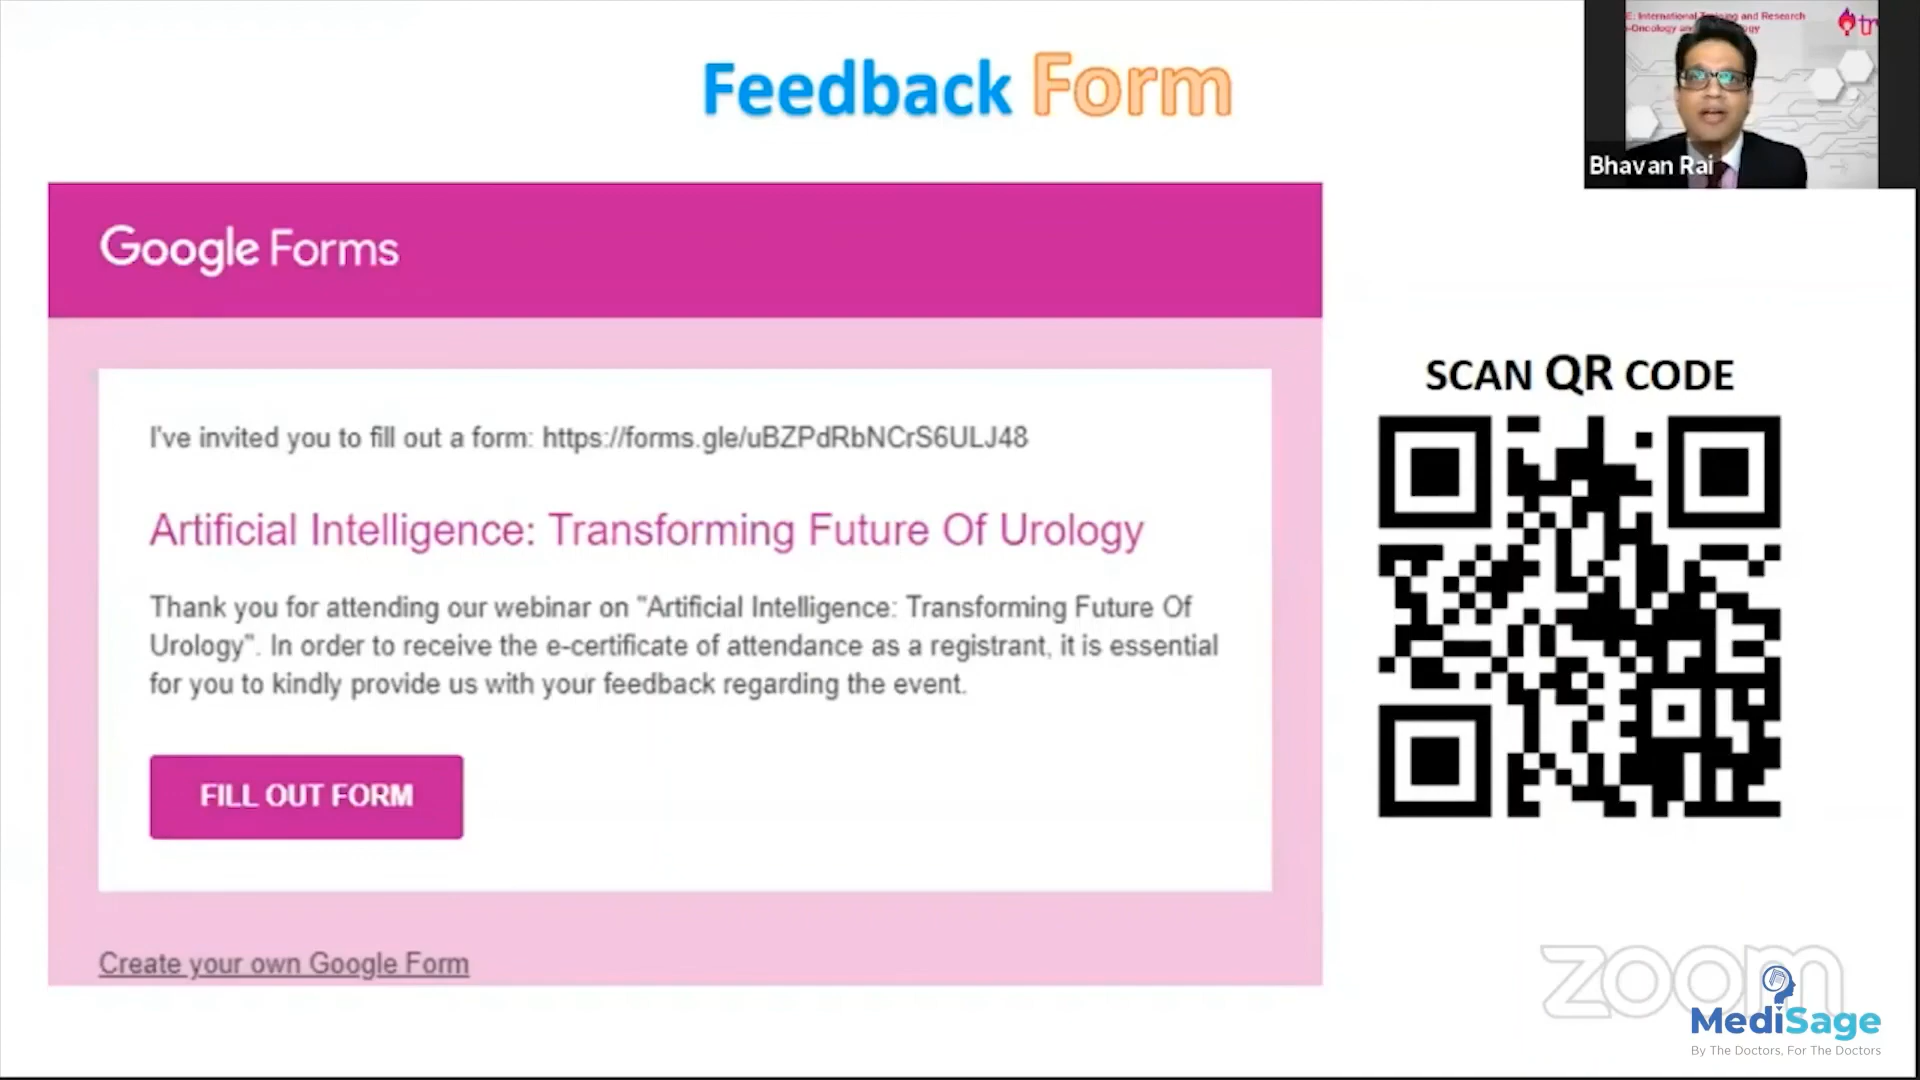 Feedback Form
E: International Training and Research
Bhavan Rai
Google Forms
I've invited you to fill out a form: https://forms.gle/uBZPdRbNCrS6ULJ48
Artificial Intelligence: Transforming Future Of Urology
Thank you for attending our webinar on "Artificial Intelligence: Transforming Future Of
Urology". In order to receive the e-certificate of attendance as a registrant, it is essential
for you to kindly provide us with your feedback regarding the event.
FILL OUT FORM
Create your own Google Form
SCAN QR CODE
zoom
MediSage
By The Doctors, For The Doctors